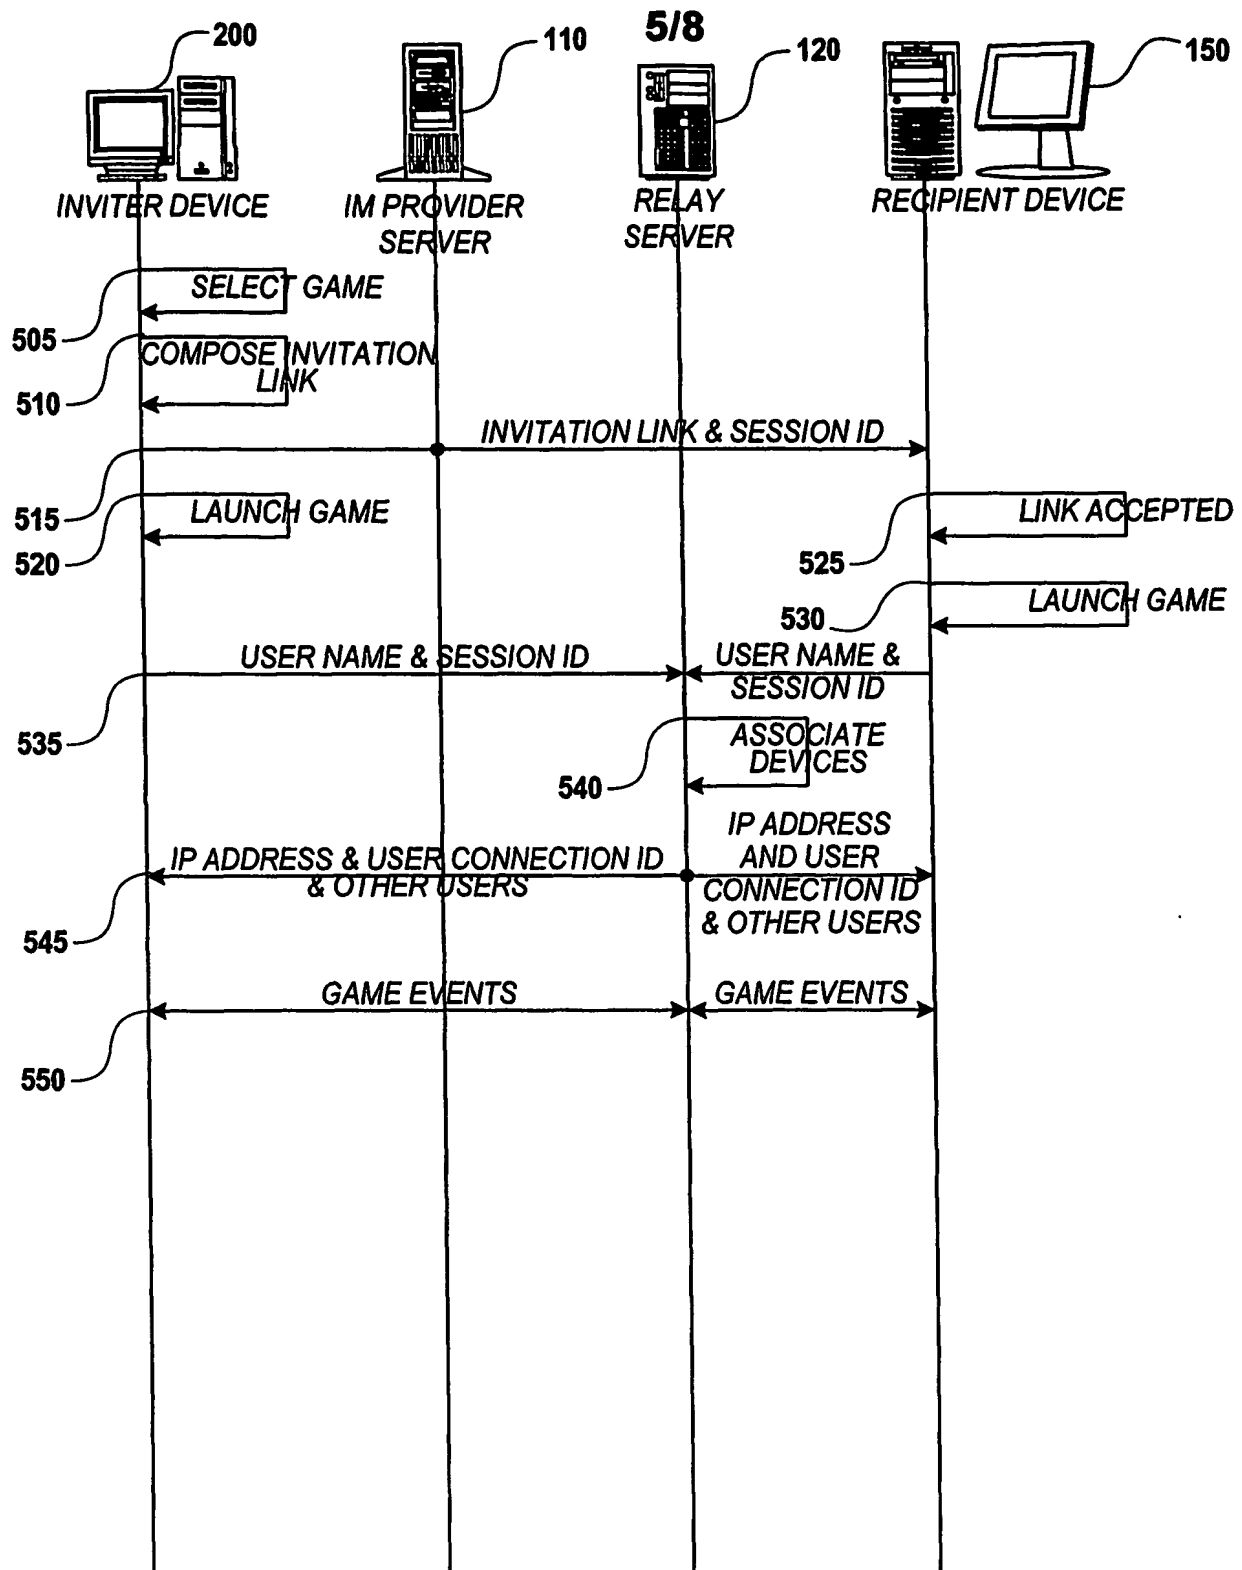 5/8
200
110
120
150
INVITER DEVICE
IM PROVIDER
SERVER
RELAY
SERVER
RECIPIENT DEVICE
SELECT GAME
505
COMPOSE INVITATION
LINK
510
INVITATION LINK & SESSION ID
515
LAUNCH GAME
520
LINK ACCEPTED
525
LAUNCH GAME
530
USER NAME & SESSION ID
USER NAME &
SESSION ID
535
ASSOCIATE
DEVICES
540
IP ADDRESS & USER CONNECTION ID
& OTHER USERS
IP ADDRESS
AND USER
CONNECTION ID
& OTHER USERS
545
GAME EVENTS
GAME EVENTS
550